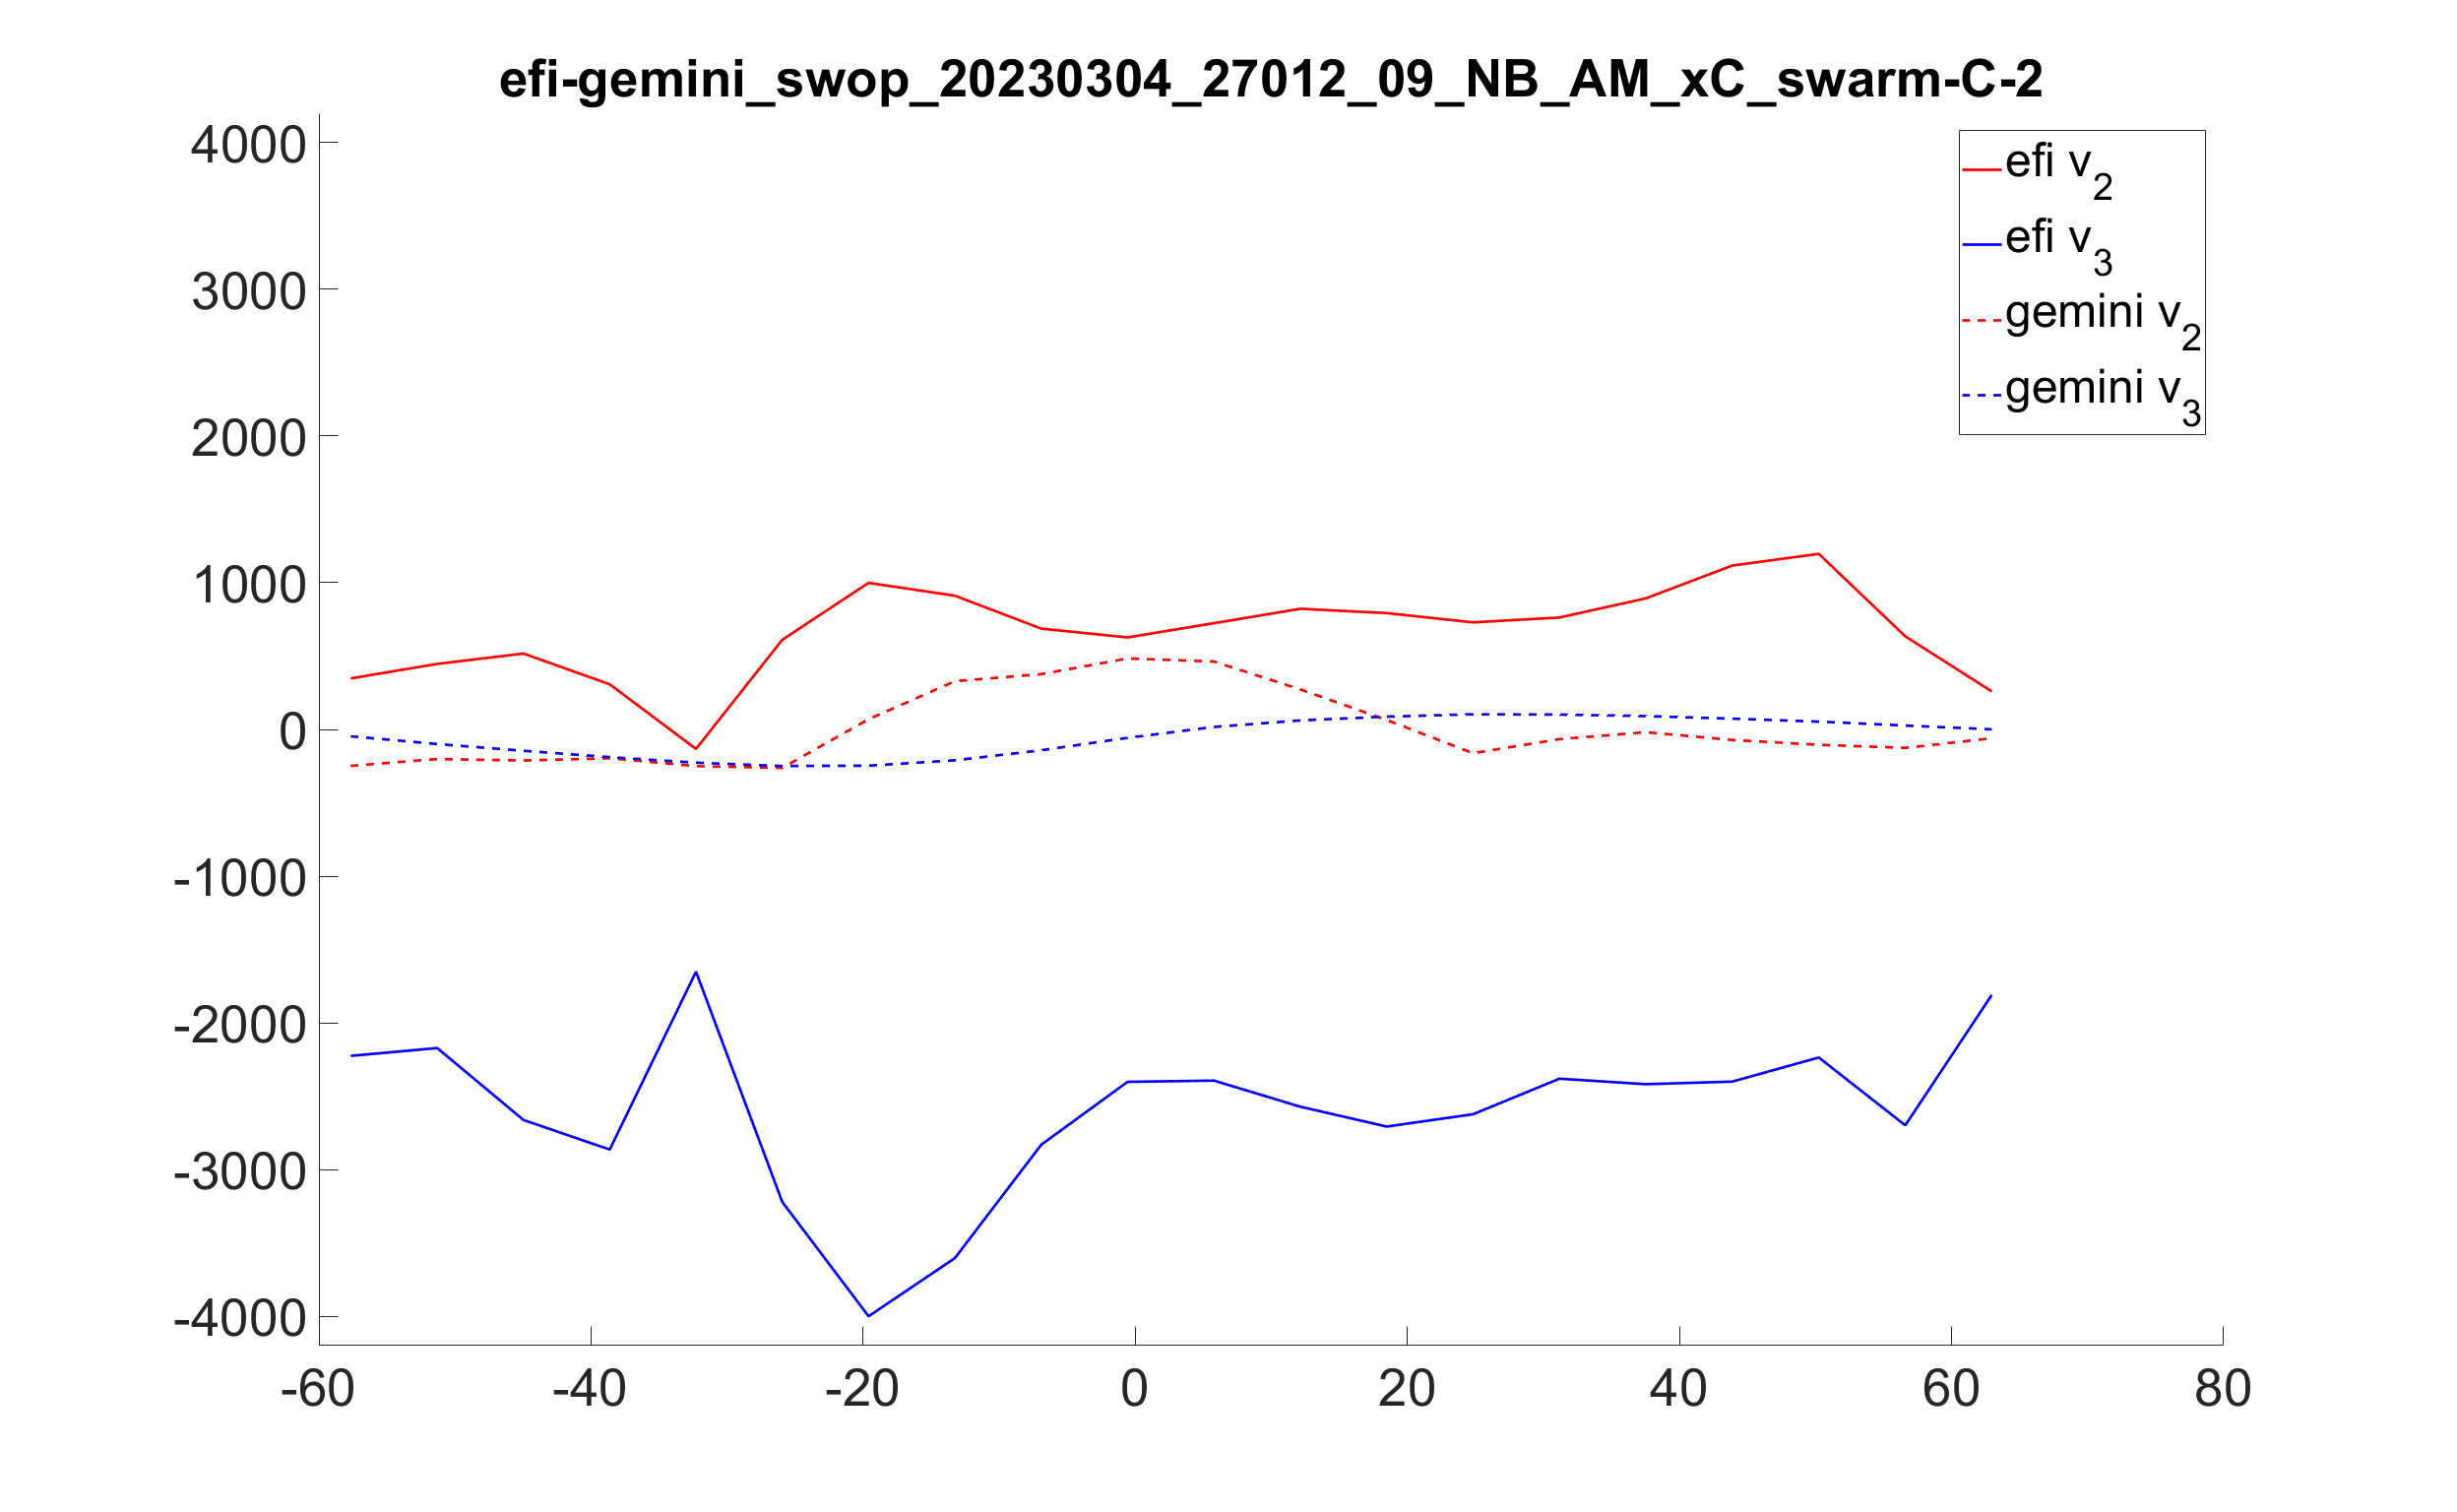 efi-gemini_swop_20230304_27012_09_NB_AM_xC_swarm-C-2
4000
3000
2000
1000
0
-1000
-2000
-3000
-4000
-60 -40 -20 0 20 40 60 80
efi v2
efi v3
gemini v2
gemini v3